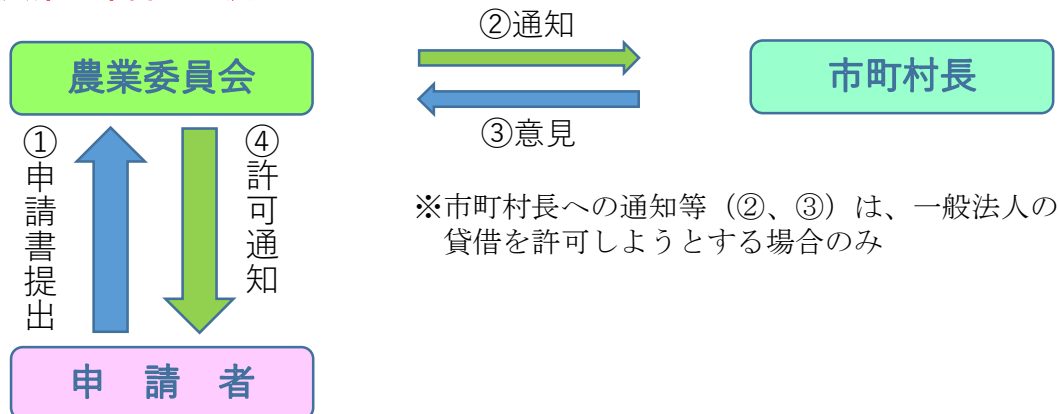 ②通知
農業委員会
市町村長
③意見
①申請書提出
④許可通知
※市町村長への通知等（②、③）は、一般法人の
貸借を許可しようとする場合のみ
申　請　者